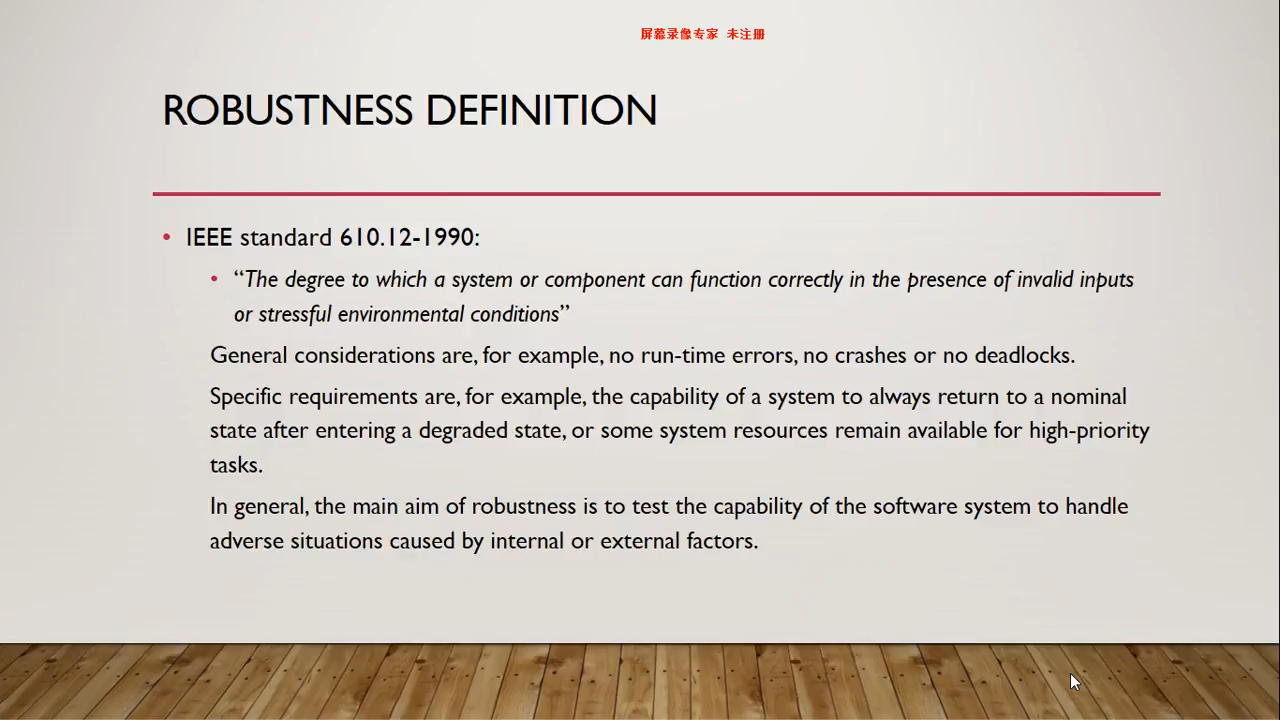 屏幕录像专家 未注册
ROBUSTNESS DEFINITION
• IEEE standard 610.12-1990:
• “The degree to which a system or component can function correctly in the presence of invalid inputs
or stressful environmental conditions”
General considerations are, for example, no run-time errors, no crashes or no deadlocks.
Specific requirements are, for example, the capability of a system to always return to a nominal
state after entering a degraded state, or some system resources remain available for high-priority
tasks.
In general, the main aim of robustness is to test the capability of the software system to handle
adverse situations caused by internal or external factors.